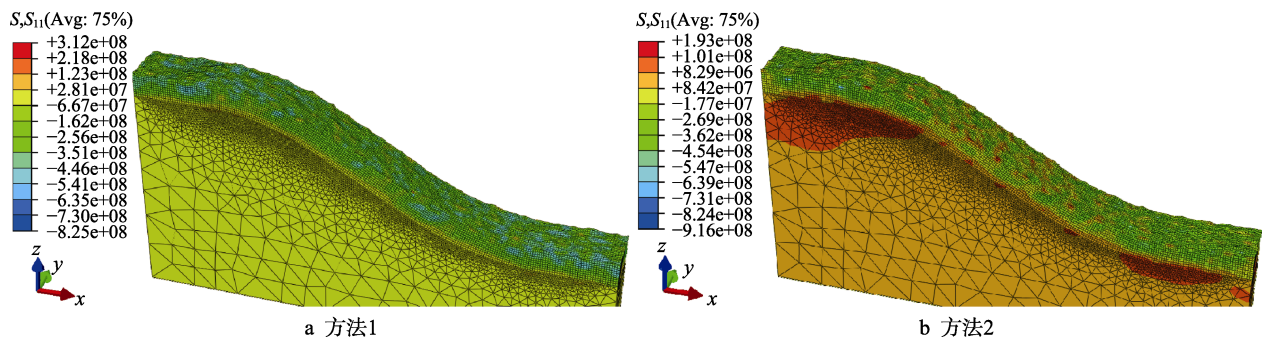 S,S11(Avg: 75%)
+3.12e+08
+2.18e+08
+1.23e+08
+2.81e+07
−6.67e+07
−1.62e+08
−2.56e+08
−3.51e+08
−4.46e+08
−5.41e+08
−6.35e+08
−7.30e+08
−8.25e+08
z
y
x
a 方法1
S,S11(Avg: 75%)
+1.93e+08
+1.01e+08
+8.29e+06
−8.42e+07
−1.77e+07
−2.69e+08
−3.62e+08
−4.54e+08
−5.47e+08
−6.39e+08
−7.31e+08
−8.24e+08
−9.16e+08
z
y
x
b 方法2